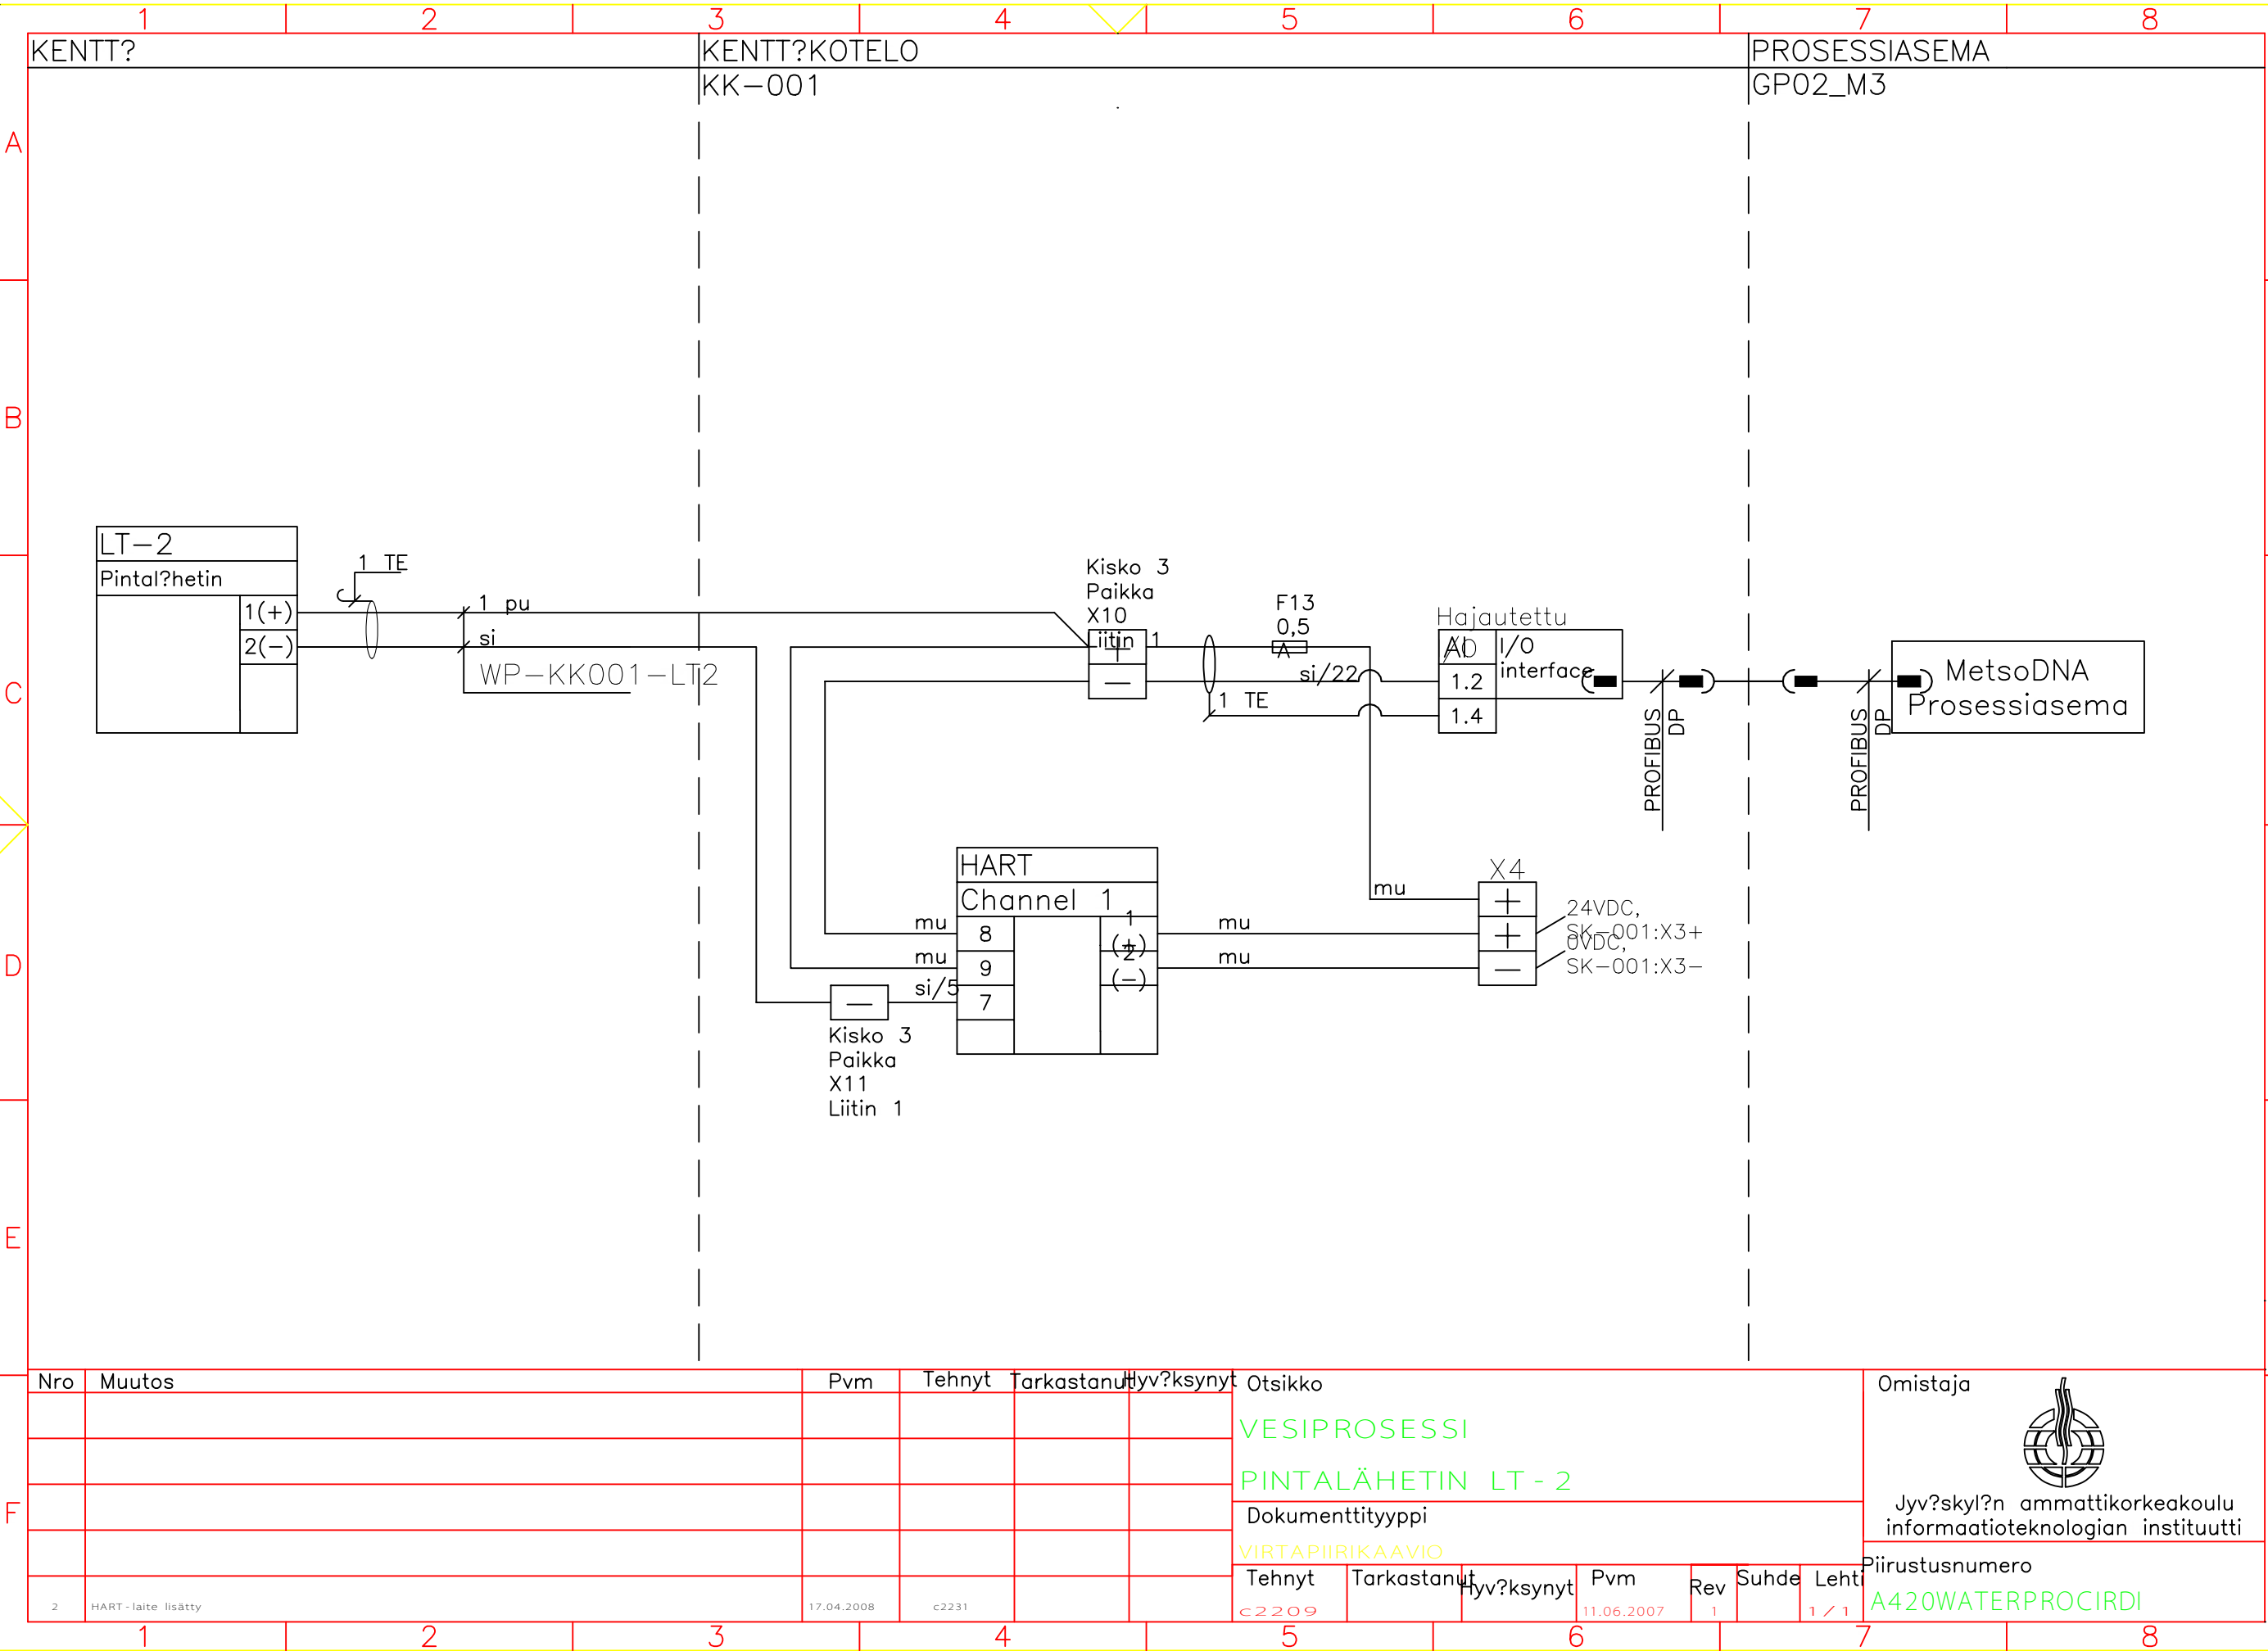 1 2 3 4 5 6 7 8
KENTT?
KENTT?KOTELO
PROSESSIASEMA
KK-001
GP02_M3
A
B
C
D
E
F
LT-2
Pintal?hetin
1(+)
2(-)
1 TE
1 pu
si
WP-KK001-LT2
Kisko 3
Paikka
X10
Liitin 1
+
-
F13
0,5
A
si/22
1 TE
Hajautettu
I/O
interface
1.2
1.4
PROFIBUS
DP
PROFIBUS
DP
MetsoDNA
Prosessiasema
HART
Channel 1
mu
8
1
(+)
mu
mu
9
2
(-)
mu
si/5
7
-
Kisko 3
Paikka
X11
Liitin 1
mu
X4
+
+
-
24VDC,
SK-001:X3+
0VDC,
SK-001:X3-
Nro Muutos Pvm Tehnyt Tarkastanut Hyv?ksynyt
2 HART-laite lisätty 17.04.2008 c2231
Otsikko
VESIPROSESSI
PINTALÄHETIN LT-2
Dokumenttityyppi
VIRTAPIIRIKAAVIO
Tehnyt Tarkastanut Hyv?ksynyt Pvm Rev Suhde Lehti
c2209 11.06.2007 1 1/1
Omistaja
Jyv?skyl?n ammattikorkeakoulu
informaatioteknologian instituutti
Piirustusnumero
A420WATERPROCIRDI
1 2 3 4 5 6 7 8